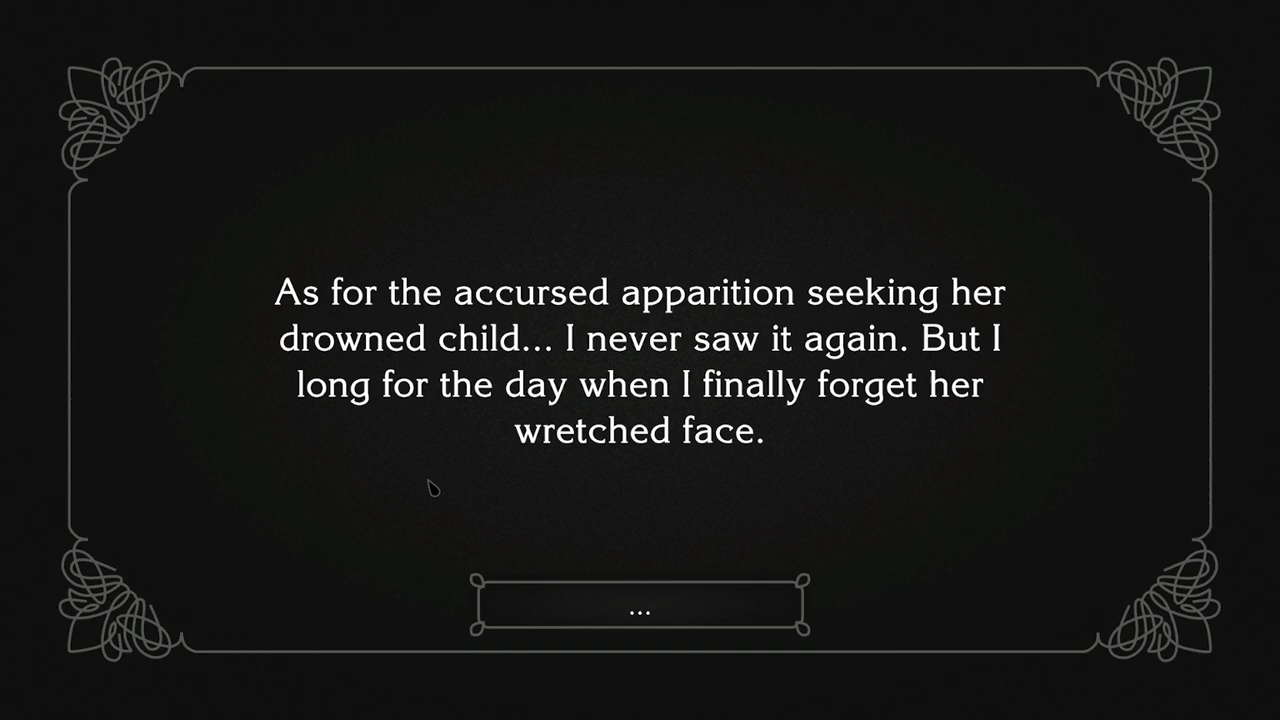 As for the accursed apparition seeking her
drowned child... I never saw it again. But I
long for the day when I finally forget her
wretched face.
...